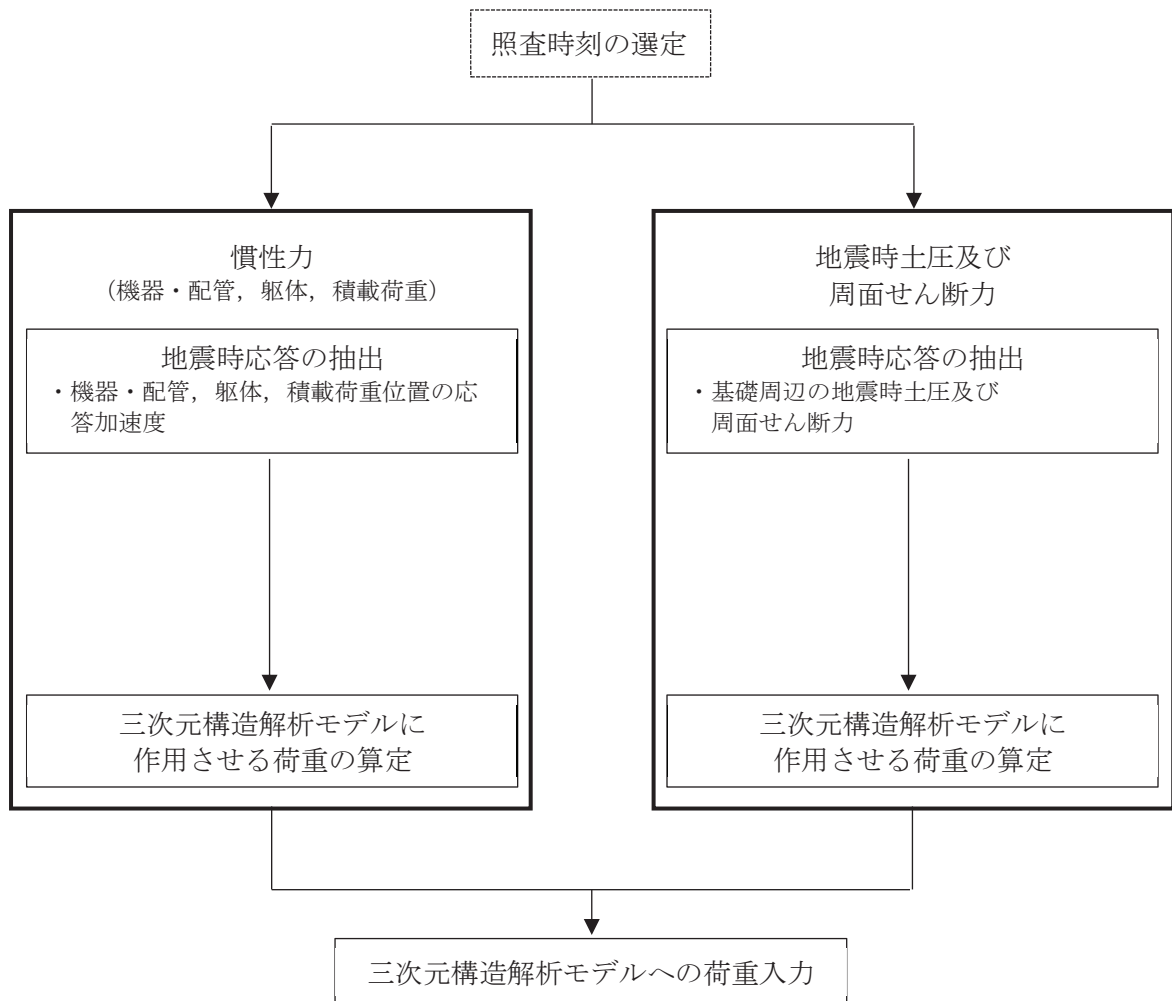 照査時刻の選定
慣性力
（機器・配管，躯体，積載荷重）
地震時応答の抽出
・機器・配管，躯体，積載荷重位置の応
答加速度
三次元構造解析モデルに
作用させる荷重の算定
地震時土圧及び
周面せん断力
地震時応答の抽出
・基礎周辺の地震時土圧及び
周面せん断力
三次元構造解析モデルに
作用させる荷重の算定
三次元構造解析モデルへの荷重入力